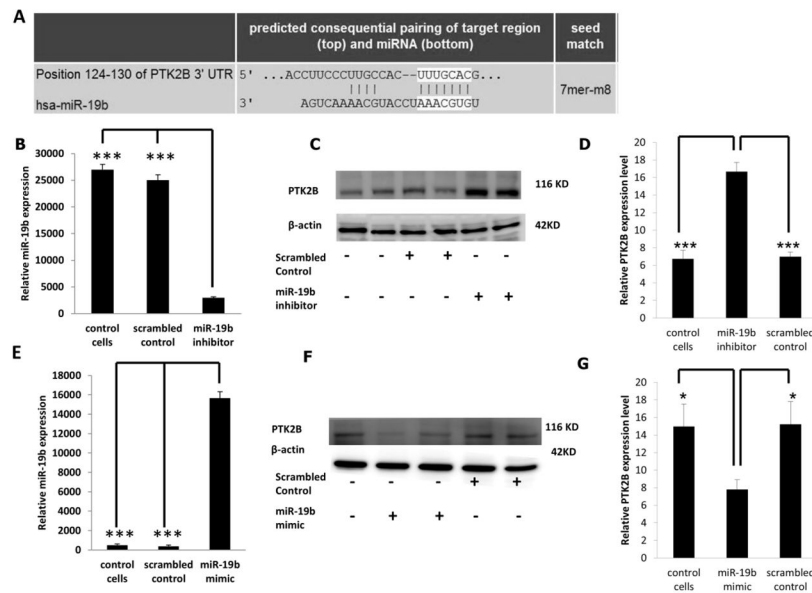 A
predicted consequential pairing of target region (top) and miRNA (bottom)
seed match
Position 124-130 of PTK2B 3' UTR
5' ...ACCUUCCCUUGCCAC--UUUGCACG...
hsa-miR-19b
3' AGUCAAAACGUACCUAAACGUGU
7mer-m8
B
Relative miR-19b expression
30000
25000
20000
15000
10000
5000
0
*** ***
control cells
scrambled control
miR-19b inhibitor
C
PTK2B
116 KD
β-actin
42KD
Scrambled Control
- - + + - -
miR-19b inhibitor
- - - - + +
D
Relative PTK2B expression level
20
18
16
14
12
10
8
6
4
2
0
*** ***
control cells
miR-19b inhibitor
scrambled control
E
Relative miR-19b expression
18000
16000
14000
12000
10000
8000
6000
4000
2000
0
*** ***
control cells
scrambled control
miR-19b mimic
F
PTK2B
116 KD
β-actin
42KD
Scrambled Control
- - - + +
miR-19b mimic
- + + - -
G
Relative PTK2B expression level
20
18
16
14
12
10
8
6
4
2
0
* *
control cells
miR-19b mimic
scrambled control